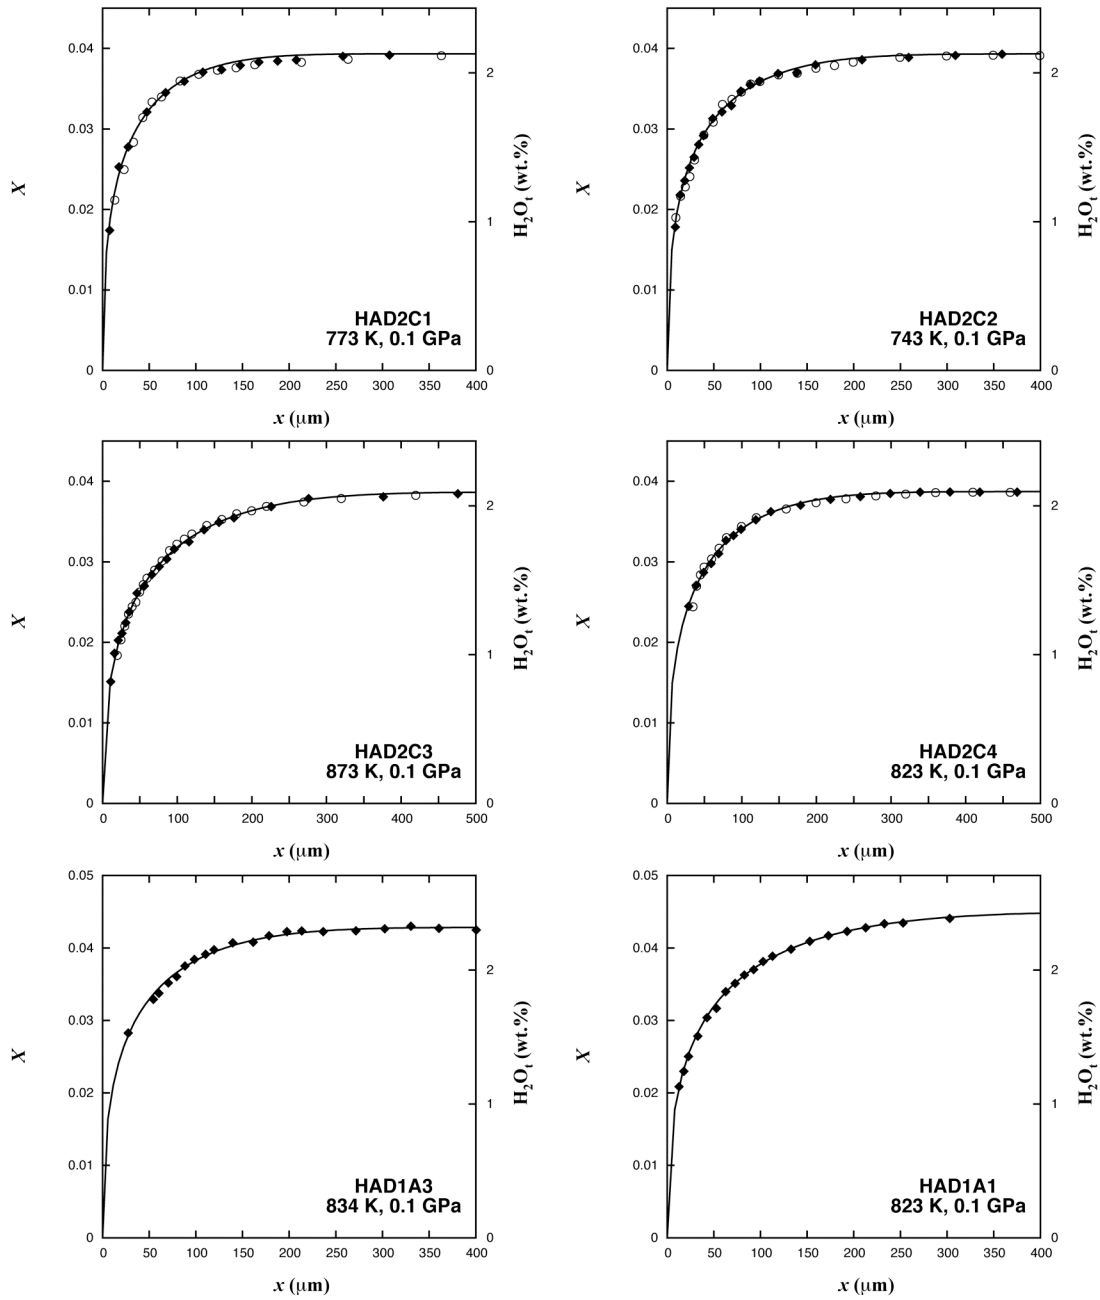 0.04
0.03
0.02
0.01
0
X
2
1
0
H2Ot (wt.%)
HAD2C1
773 K, 0.1 GPa
0 50 100 150 200 250 300 350 400
x (μm)
0.04
0.03
0.02
0.01
0
X
2
1
0
H2Ot (wt.%)
HAD2C2
743 K, 0.1 GPa
0 50 100 150 200 250 300 350 400
x (μm)
0.04
0.03
0.02
0.01
0
X
2
1
0
H2Ot (wt.%)
HAD2C3
873 K, 0.1 GPa
0 50 100 200 300 400 500
x (μm)
0.04
0.03
0.02
0.01
0
X
2
1
0
H2Ot (wt.%)
HAD2C4
823 K, 0.1 GPa
0 50 100 200 300 400 500
x (μm)
0.05
0.04
0.03
0.02
0.01
0
X
2
1
0
H2Ot (wt.%)
HAD1A3
834 K, 0.1 GPa
0 50 100 150 200 250 300 350 400
x (μm)
0.05
0.04
0.03
0.02
0.01
0
X
2
1
0
H2Ot (wt.%)
HAD1A1
823 K, 0.1 GPa
0 50 100 150 200 250 300 350 400
x (μm)